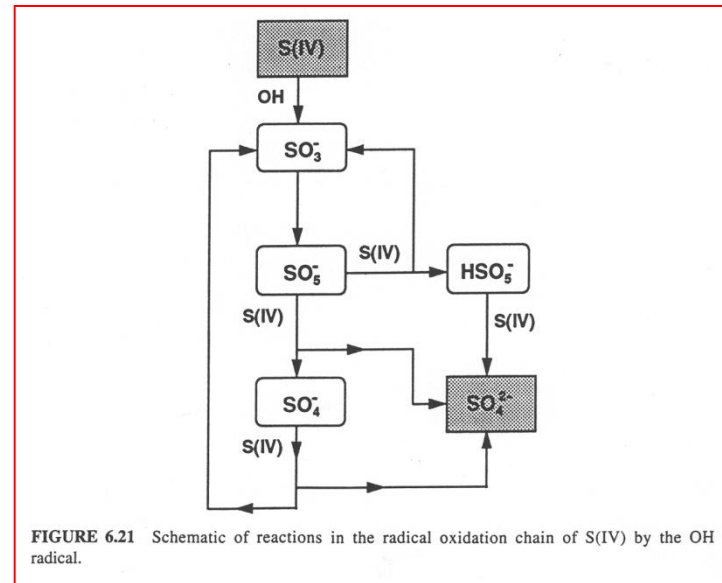 S(IV)
OH
SO₃⁻
S(IV)
SO₅⁻
HSO₅⁻
S(IV)
S(IV)
SO₄⁻
SO₄²⁻
S(IV)
FIGURE 6.21 Schematic of reactions in the radical oxidation chain of S(IV) by the OH
radical.